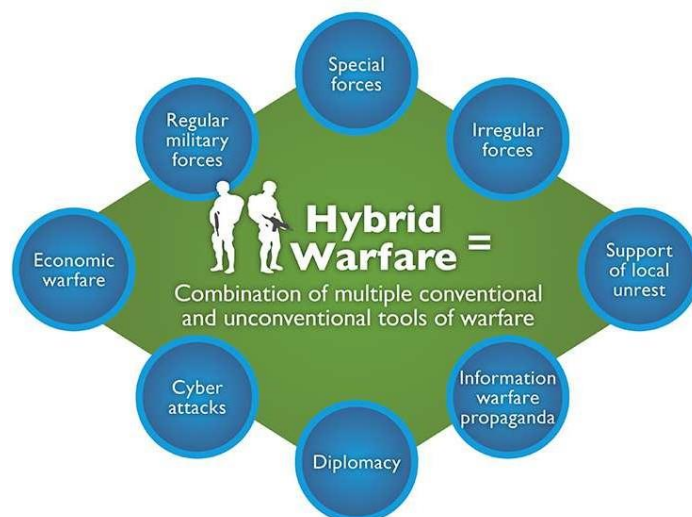 Special
forces
Regular
military
forces
Irregular
forces
Hybrid
Warfare =
Combination of multiple conventional
and unconventional tools of warfare
Economic
warfare
Support
of local
unrest
Cyber
attacks
Information
warfare
propaganda
Diplomacy